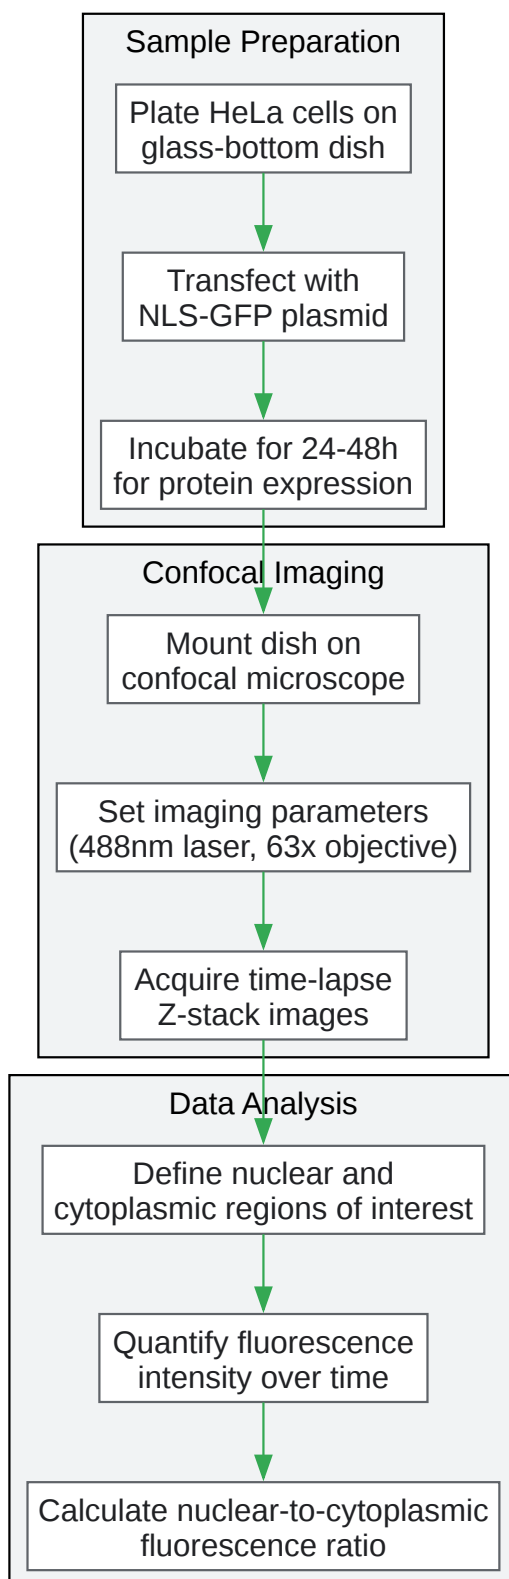 Sample Preparation
Plate HeLa cells on
glass-bottom dish
Transfect with
NLS-GFP plasmid
Incubate for 24-48h
for protein expression
Confocal Imaging
Mount dish on
confocal microscope
Set imaging parameters
(488nm laser, 63x objective)
Acquire time-lapse
Z-stack images
Data Analysis
Define nuclear and
cytoplasmic regions of interest
Quantify fluorescence
intensity over time
Calculate nuclear-to-cytoplasmic
fluorescence ratio